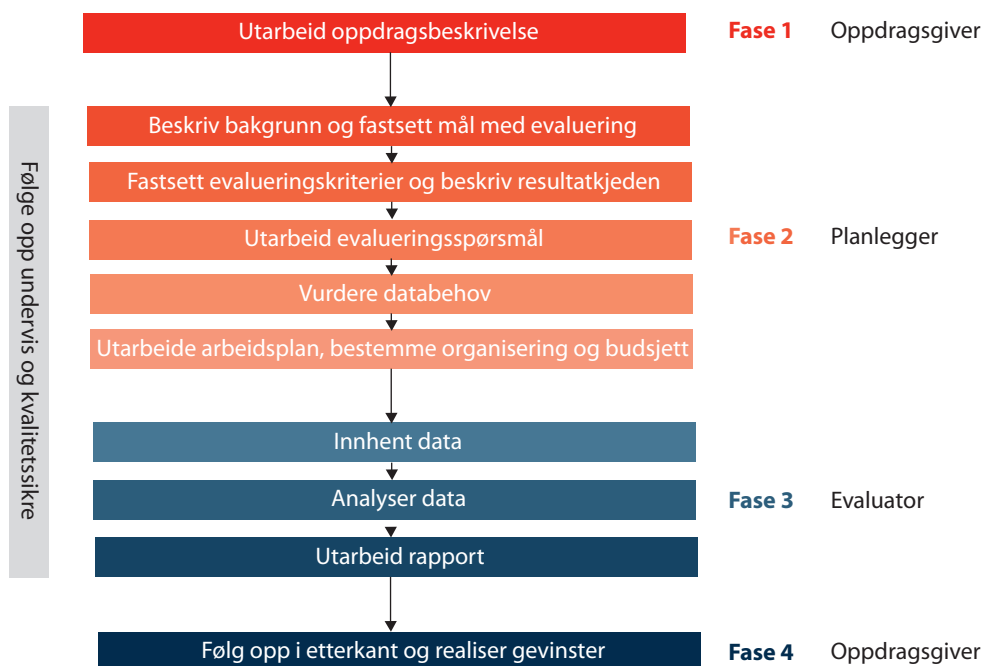 Utarbeid oppdragsbeskrivelse
Fase 1 Oppdragsgiver
Følge opp undervis og kvalitetssikre
Beskriv bakgrunn og fastsett mål med evaluering
Fastsett evalueringskriterier og beskriv resultatkjeden
Utarbeid evalueringsspørsmål
Fase 2 Planlegger
Vurdere databehov
Utarbeide arbeidsplan, bestemme organisering og budsjett
Innhent data
Analyser data
Fase 3 Evaluator
Utarbeid rapport
Følg opp i etterkant og realiser gevinster
Fase 4 Oppdragsgiver